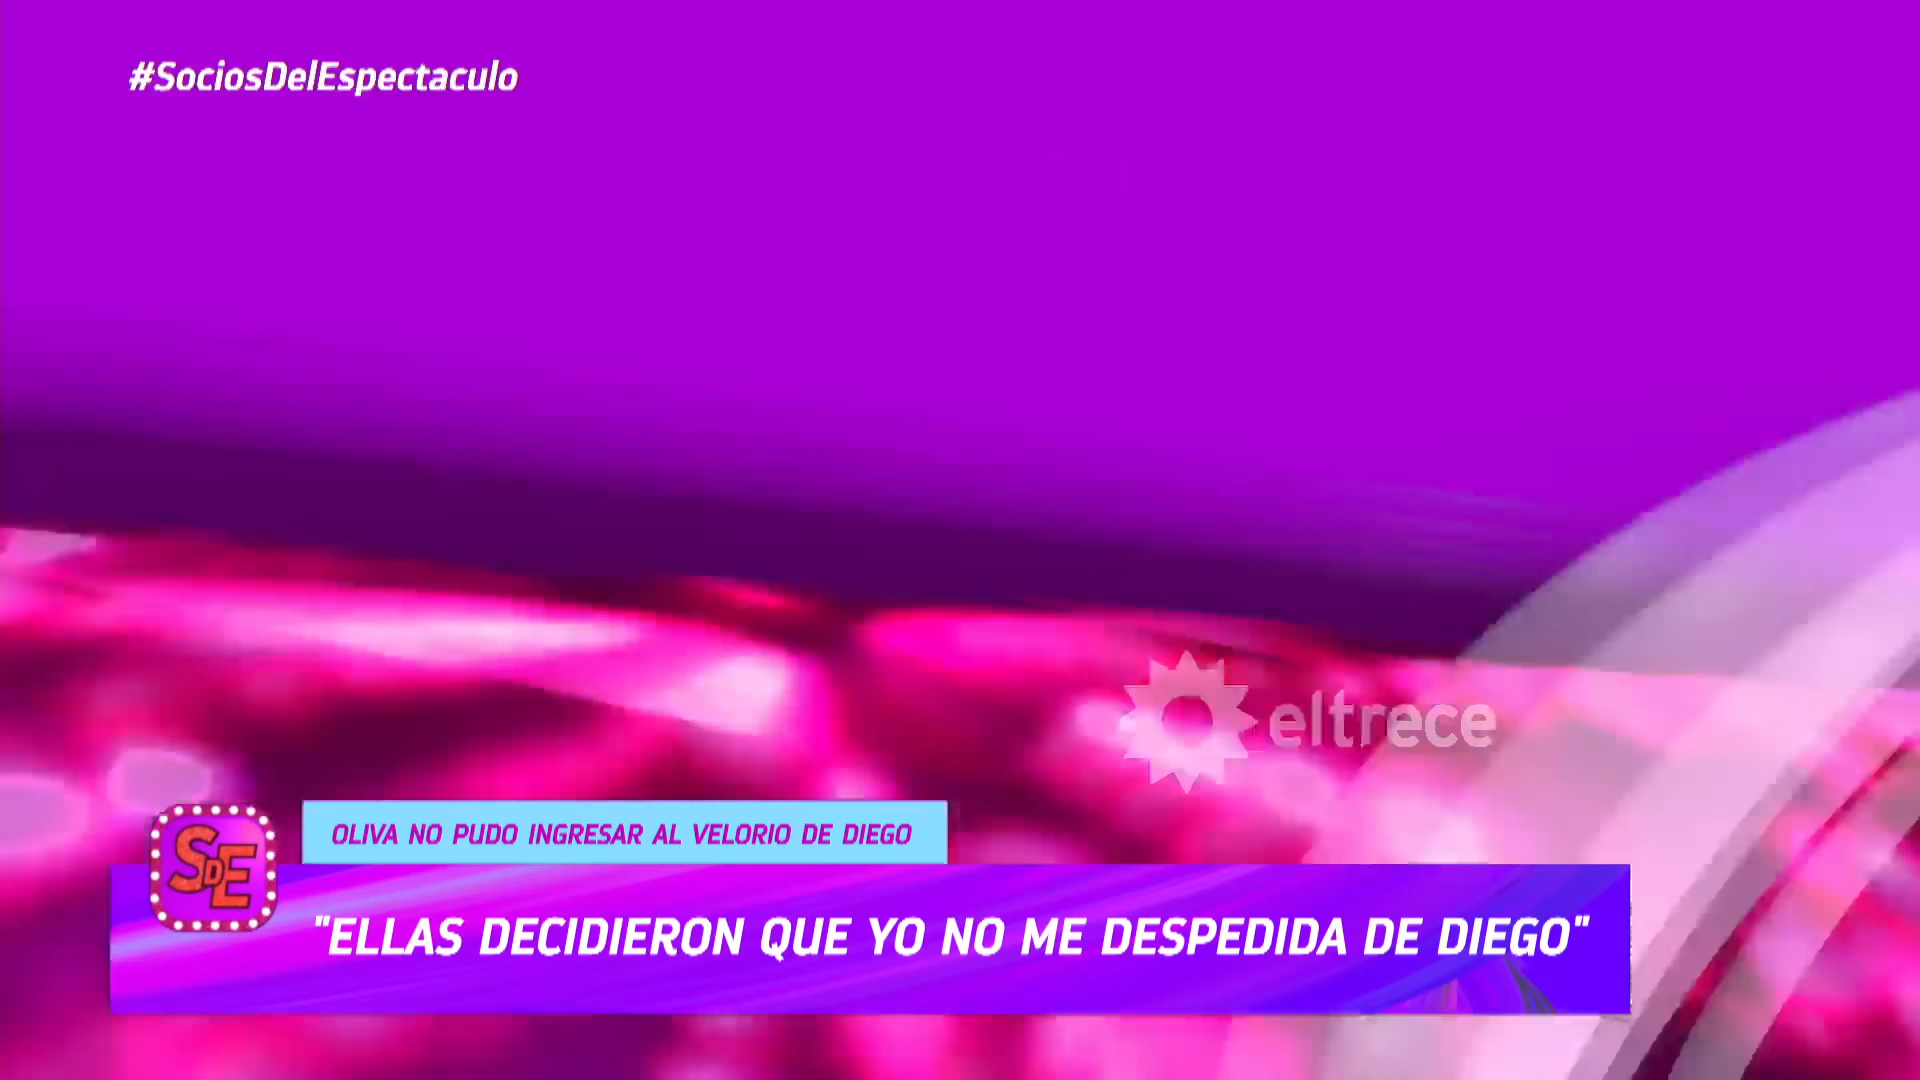 #SociosDelEspectaculo
eltrece
SDE
OLIVA NO PUDO INGRESAR AL VELORIO DE DIEGO
"ELLAS DECIDIERON QUE YO NO ME DESPEDIDA DE DIEGO"